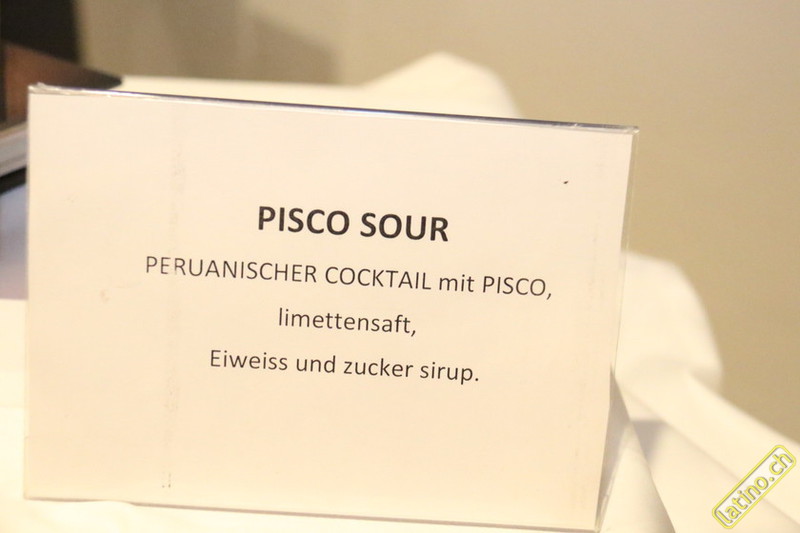 PISCO SOUR
PERUANISCHER COCKTAIL mit PISCO,
limettensaft,
Eiweiss und zucker sirup.
latino.ch